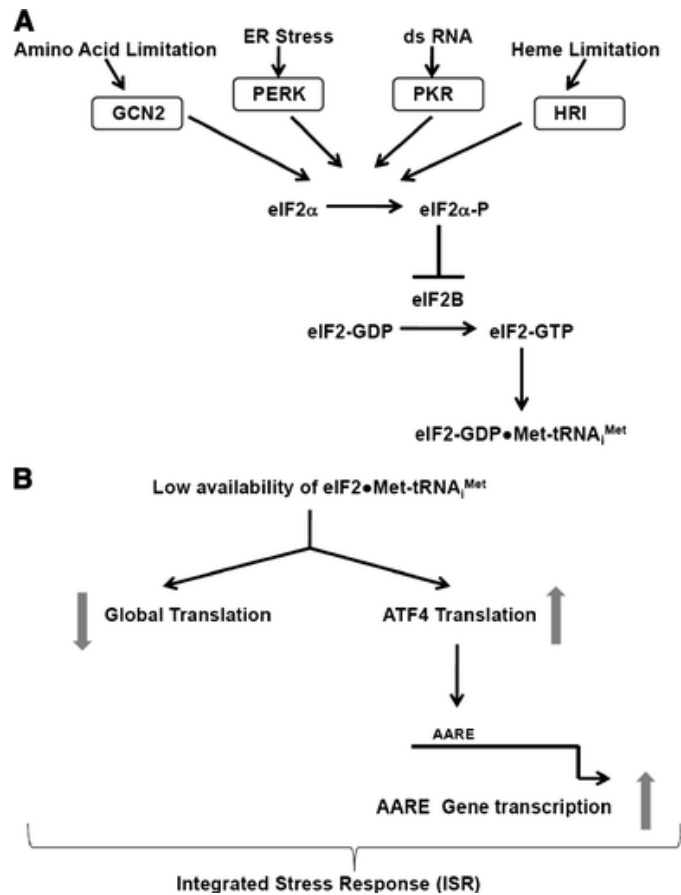 A
Amino Acid Limitation
ER Stress
ds RNA
Heme Limitation
GCN2
PERK
PKR
HRI
eIF2α
eIF2α-P
eIF2B
eIF2-GDP
eIF2-GTP
eIF2-GDP●Met-tRNAiMet
B
Low availability of eIF2●Met-tRNAiMet
Global Translation
ATF4 Translation
AARE
AARE Gene transcription
Integrated Stress Response (ISR)